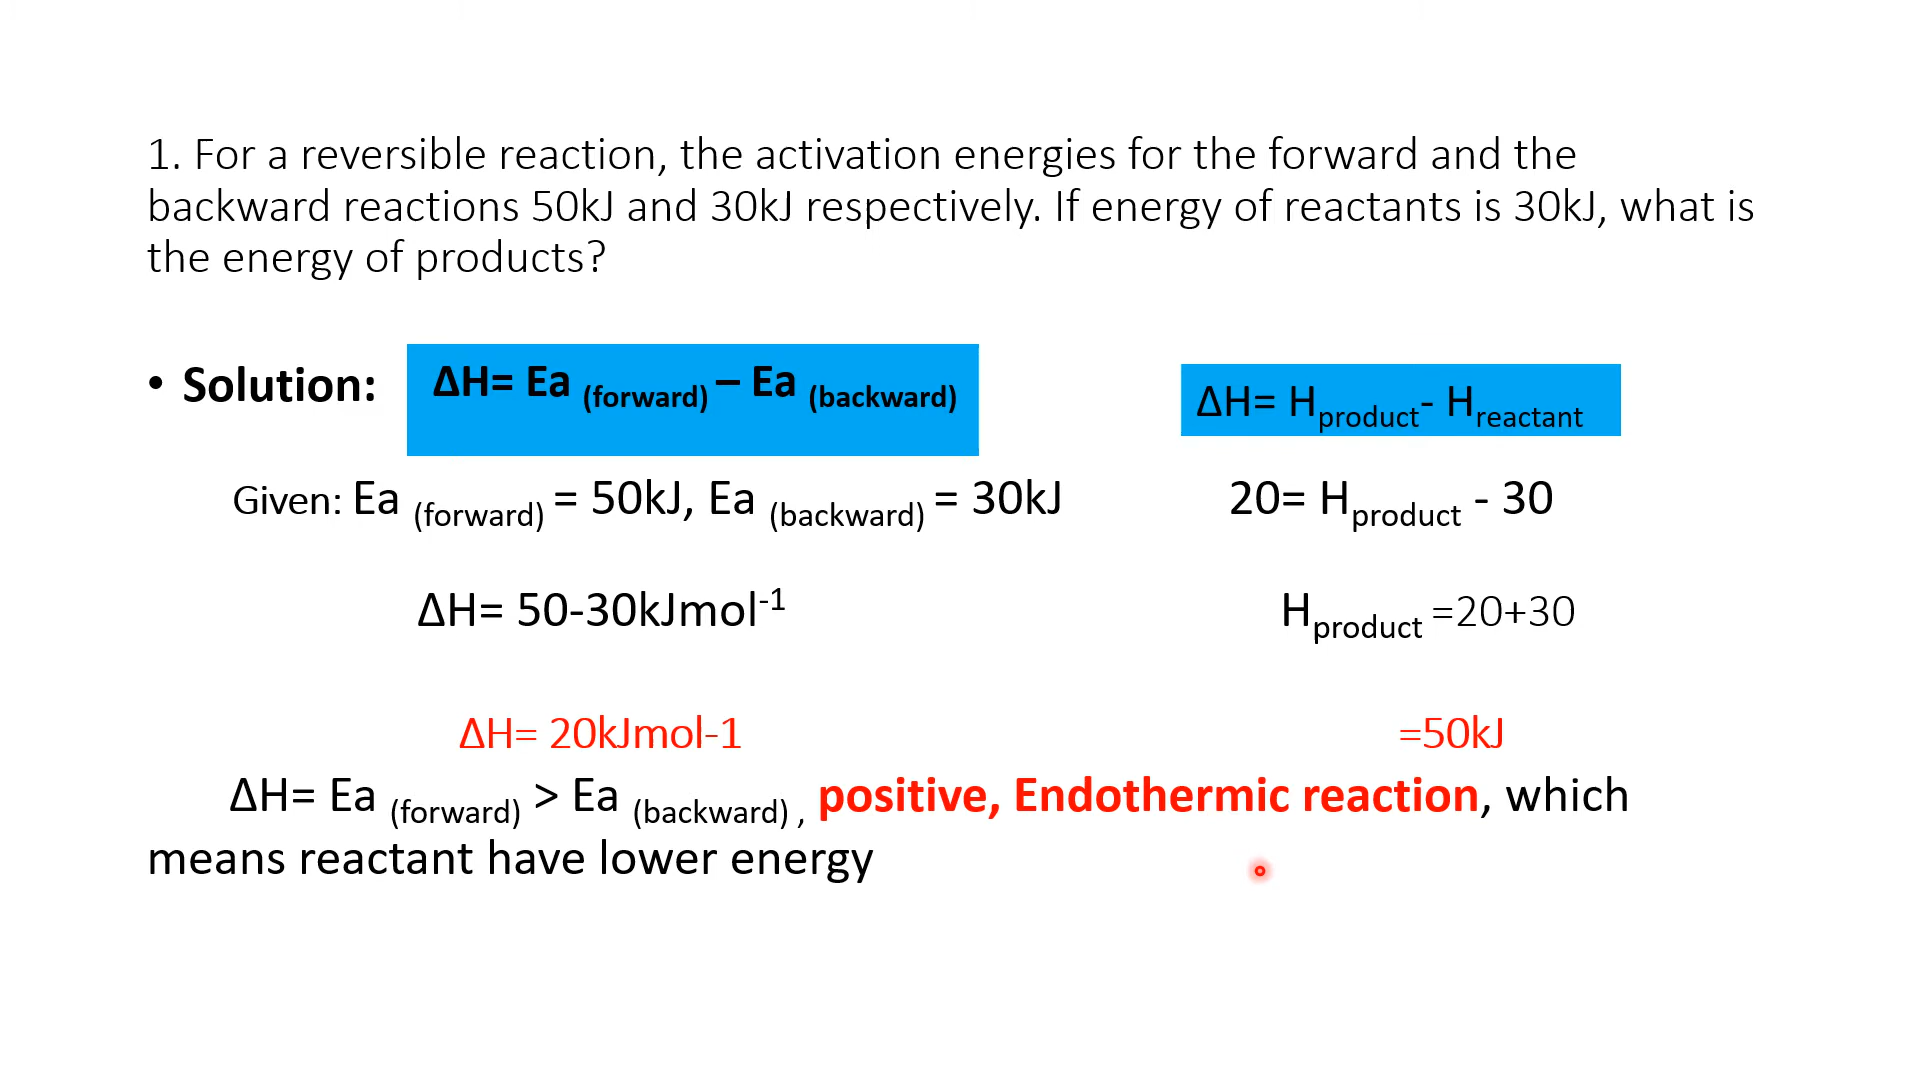 1. For a reversible reaction, the activation energies for the forward and the
backward reactions 50kJ and 30kJ respectively. If energy of reactants is 30kJ, what is
the energy of products?
• Solution:
ΔH= Ea (forward) – Ea (backward)
ΔH= Hproduct- Hreactant
Given: Ea (forward) = 50kJ, Ea (backward) = 30kJ
20= Hproduct - 30
ΔH= 50-30kJmol-1
Hproduct =20+30
ΔH= 20kJmol-1
=50kJ
ΔH= Ea (forward) > Ea (backward) , positive, Endothermic reaction, which
means reactant have lower energy